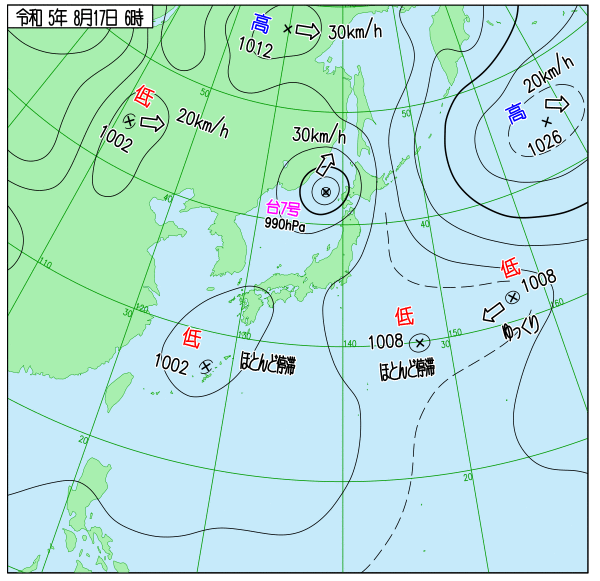 令和 5年 8月17日 6時
高
30km/h
1012
20km/h
高
1026
低
20km/h
1002
50
50
30km/h
台7号
990hPa
40
40
110
低
1008
ゆっくり
160
30
120
低
1002
ほとんど停滞
130
140
低
1008
ほとんど停滞
150
30
20
20